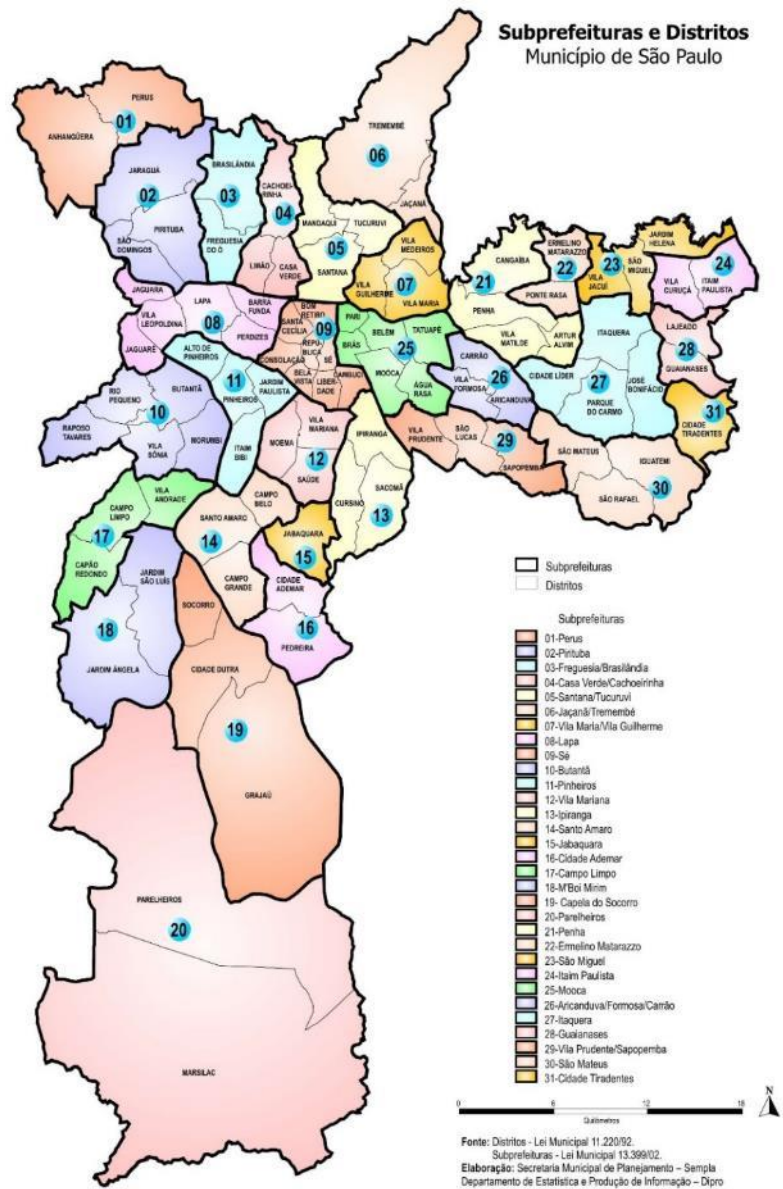 Subprefeituras e Distritos
Município de São Paulo
PERUS
01
ANHANGÜERA
TREMEMBÉ
06
JAÇANÃ
JARAGUÁ
02
PIRITUBA
SÃO
DOMINGOS
BRASILÂNDIA
03
FREGUESIA
DO Ó
CACHOEI-
RINHA
04
LIMÃO
CASA
VERDE
MANDAQUI
TUCURUVI
05
SANTANA
VILA
MEDEIROS
07
VILA
GUILHERME
VILA MARIA
CANGAÍBA
21
PENHA
VILA
MATILDE
ARTUR
ALVIM
ERMELINO
MATARAZZO
22
PONTE RASA
JARDIM
HELENA
23
VILA
JACUÍ
SÃO
MIGUEL
24
VILA
CURUÇÁ
ITAIM
PAULISTA
JAGUARA
VILA
LEOPOLDINA
LAPA
08
BARRA
FUNDA
PERDIZES
JAGUARÉ
BOM
RETIRO
09
SANTA
CECÍLIA
REPÚ-
BLICA
SÉ
CONSOLAÇÃO
BELA
VISTA
LIBER-
DADE
CAMBUCI
PARI
BRÁS
BELÉM
TATUAPÉ
25
MOÓCA
ÁGUA
RASA
CARRÃO
26
VILA
FORMOSA
ARICANDUVA
ITAQUERA
CIDADE LÍDER
27
PARQUE
DO CARMO
JOSÉ
BONIFÁCIO
LAJEADO
28
GUAIANASES
31
CIDADE
TIRADENTES
ALTO DE
PINHEIROS
11
PINHEIROS
JARDIM
PAULISTA
ITAIM
BIBI
RIO
PEQUENO
BUTANTÃ
10
RAPOSO
TAVARES
VILA
SÔNIA
MORUMBI
VILA
MARIANA
MOEMA
12
SAÚDE
IPIRANGA
SACOMÃ
CURSINO
13
VILA
PRUDENTE
SÃO
LUCAS
29
SAPOPEMBA
SÃO MATEUS
IGUATEMI
30
SÃO RAFAEL
VILA
ANDRADE
CAMPO
LIMPO
17
CAPÃO
REDONDO
CAMPO
BELO
SANTO AMARO
14
CAMPO
GRANDE
JABAQUARA
15
CIDADE
ADEMAR
16
PEDREIRA
JARDIM
SÃO LUÍS
18
JARDIM ÂNGELA
SOCORRO
CIDADE DUTRA
19
GRAJAÚ
PARELHEIROS
20
MARSILAC
Subprefeituras
Distritos
Subprefeituras
01-Perus
02-Pirituba
03-Freguesia/Brasilândia
04-Casa Verde/Cachoeirinha
05-Santana/Tucuruvi
06-Jaçanã/Tremembé
07-Vila Maria/Vila Guilherme
08-Lapa
09-Sé
10-Butantã
11-Pinheiros
12-Vila Mariana
13-Ipiranga
14-Santo Amaro
15-Jabaquara
16-Cidade Ademar
17-Campo Limpo
18-M'Boi Mirim
19- Capela do Socorro
20-Parelheiros
21-Penha
22-Ermelino Matarazzo
23-São Miguel
24-Itaim Paulista
25-Mooca
26-Aricanduva/Formosa/Carrão
27-Itaquera
28-Guaianases
29-Vila Prudente/Sapopemba
30-São Mateus
31-Cidade Tiradentes
N
0 6 12 18
Quilômetros
Fonte: Distritos - Lei Municipal 11.220/92.
Subprefeituras - Lei Municipal 13.399/02.
Elaboração: Secretaria Municipal de Planejamento – Sempla
Departamento de Estatística e Produção de Informação – Dipro